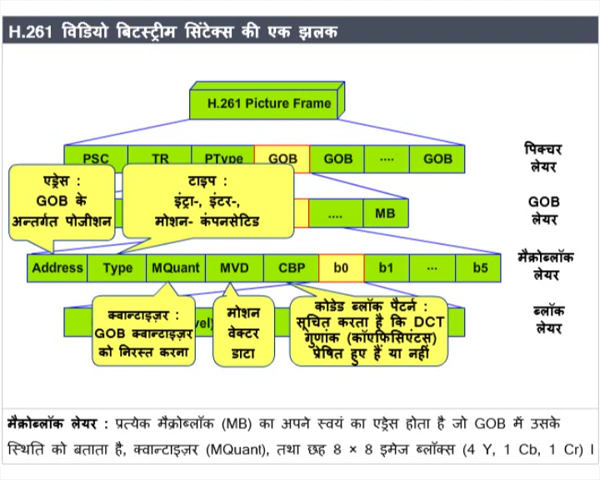 H.261 विडियो बिटस्ट्रीम सिंटेक्स की एक झलक
H.261 Picture Frame
PSC TR PType GOB GOB .... GOB
पिक्चर
लेयर
एड्रेस :
GOB के
अन्तर्गत पोजीशन
टाइप :
इंट्रा-, इंटर-,
मोशन- कंपनसेटिड
.... MB
GOB
लेयर
Address Type MQuant MVD CBP b0 b1 ... b5
मैक्रोब्लॉक
लेयर
क्वान्टाइज़र :
GOB क्वान्टाइज़र
को निरस्त करना
मोशन
वेक्टर
डाटा
कोडेड ब्लॉक पैटर्न :
सूचित करता है कि DCT
गुणांक (कॉएफिसिएंटस)
प्रेषित हुए हैं या नहीं
ब्लॉक
लेयर
मैक्रोब्लॉक लेयर : प्रत्येक मैक्रोब्लॉक (MB) का अपने स्वयं का एड्रेस होता है जो GOB में उसके
स्थिति को बताता है, क्वान्टाइज़र (MQuant), तथा छह 8 × 8 इमेज ब्लॉक्स (4 Y, 1 Cb, 1 Cr) ।